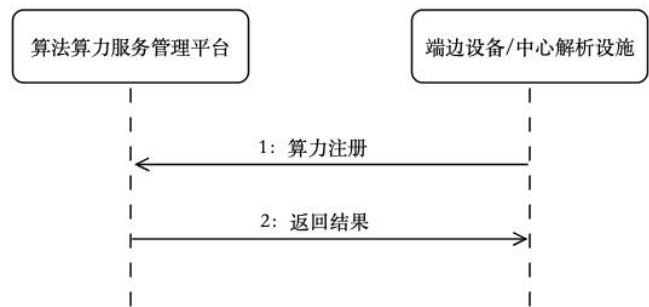 算法算力服务管理平台
端边设备/中心解析设施
1：算力注册
2：返回结果